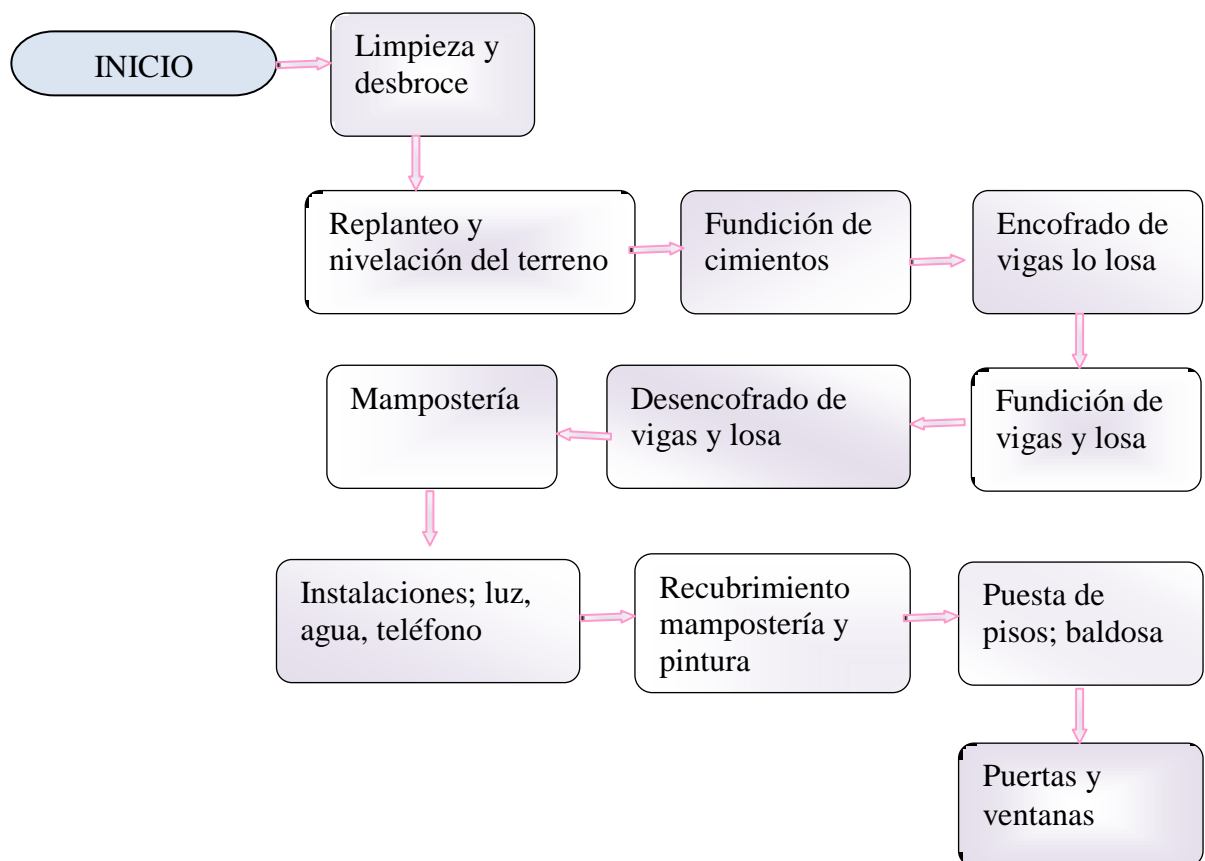 INICIO
Limpieza y
desbroce
Replanteo y
nivelación del terreno
Fundición de
cimientos
Encofrado de
vigas lo losa
Fundición de
vigas y losa
Desencofrado de
vigas y losa
Mampostería
Instalaciones; luz,
agua, teléfono
Recubrimiento
mampostería y
pintura
Puesta de
pisos; baldosa
Puertas y
ventanas